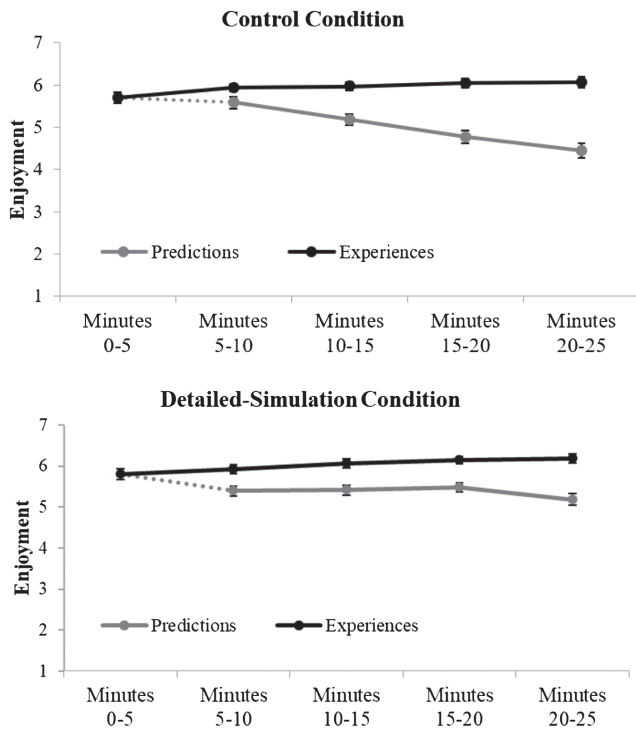 Control Condition
7
6
5
4
3
2
1
Enjoyment
Predictions Experiences
Minutes Minutes Minutes Minutes Minutes
0-5 5-10 10-15 15-20 20-25
Detailed-Simulation Condition
7
6
5
4
3
2
1
Enjoyment
Predictions Experiences
Minutes Minutes Minutes Minutes Minutes
0-5 5-10 10-15 15-20 20-25